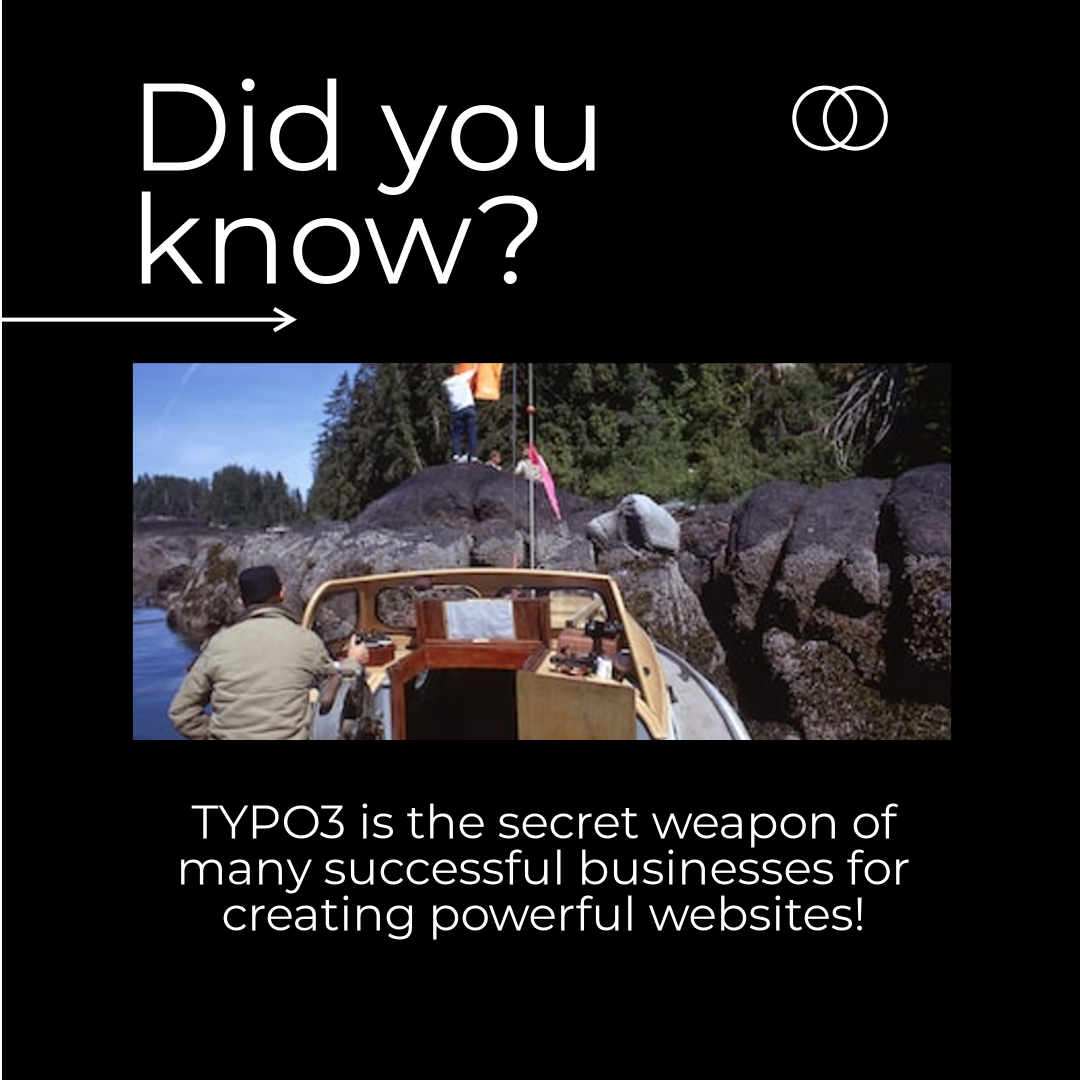 Did you
know?
TYPO3 is the secret weapon of
many successful businesses for
creating powerful websites!